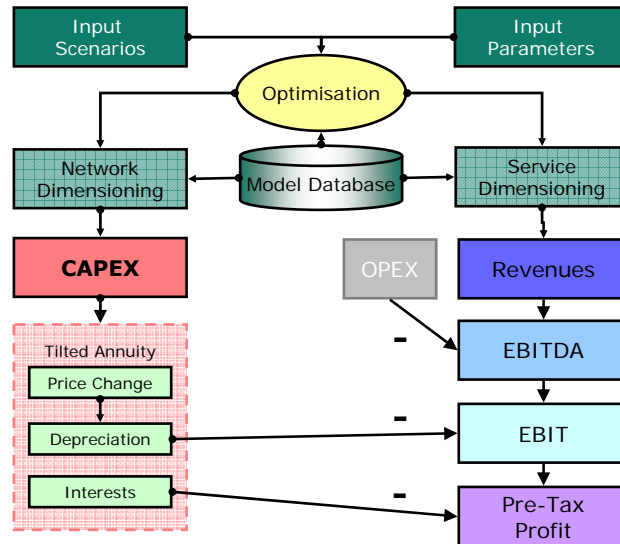 Input
Scenarios
Input
Parameters
Optimisation
Network
Dimensioning
Model Database
Service
Dimensioning
CAPEX
OPEX
Revenues
-
Tilted Annuity
EBITDA
Price Change
-
Depreciation
EBIT
Interests
-
Pre-Tax
Profit